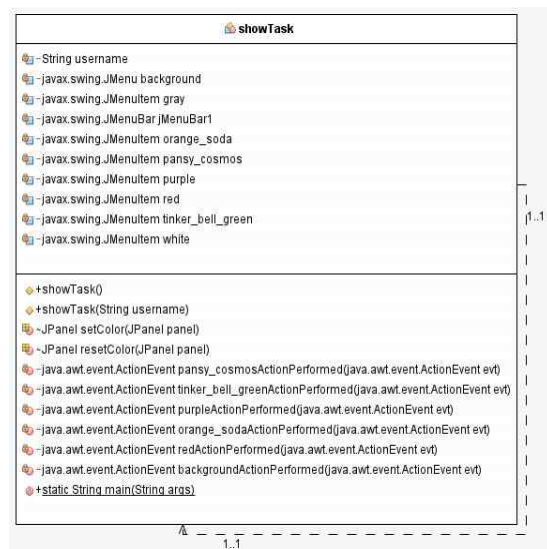 showTask
-String username
-javax.swing.JMenu background
-javax.swing.JMenuItem gray
-javax.swing.JMenuBar jMenuBar1
-javax.swing.JMenuItem orange_soda
-javax.swing.JMenuItem pansy_cosmos
-javax.swing.JMenuItem purple
-javax.swing.JMenuItem red
-javax.swing.JMenuItem tinker_bell_green
-javax.swing.JMenuItem white
+showTask()
+showTask(String username)
~JPanel setColor(JPanel panel)
~JPanel resetColor(JPanel panel)
-java.awt.event.ActionEvent pansy_cosmosActionPerformed(java.awt.event.ActionEvent evt)
-java.awt.event.ActionEvent tinker_bell_greenActionPerformed(java.awt.event.ActionEvent evt)
-java.awt.event.ActionEvent purpleActionPerformed(java.awt.event.ActionEvent evt)
-java.awt.event.ActionEvent orange_sodaActionPerformed(java.awt.event.ActionEvent evt)
-java.awt.event.ActionEvent redActionPerformed(java.awt.event.ActionEvent evt)
-java.awt.event.ActionEvent backgroundActionPerformed(java.awt.event.ActionEvent evt)
+static String main(String args)
1..1
1..1